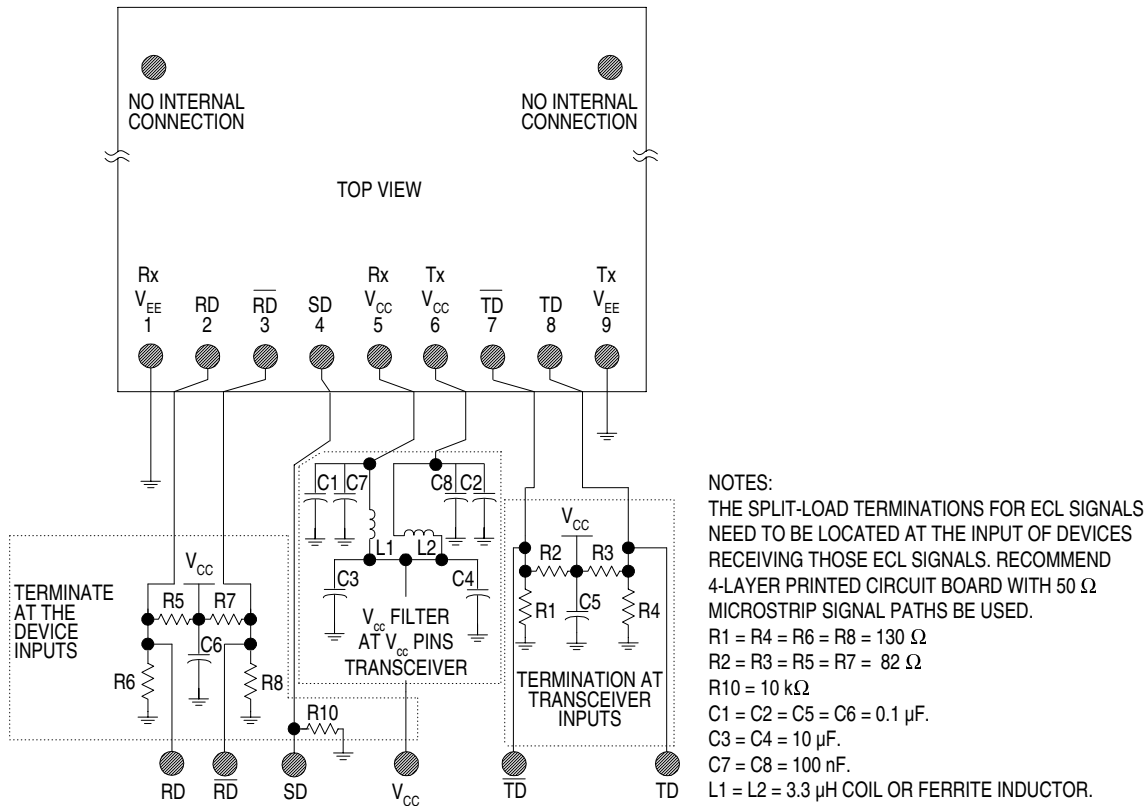 NO INTERNAL
CONNECTION
NO INTERNAL
CONNECTION
TOP VIEW
Rx
VEE
1
RD
2
RD
3
SD
4
Rx
VCC
5
Tx
VCC
6
TD
7
TD
8
Tx
VEE
9
C1
C7
C8
C2
L1
L2
C3
C4
VCC FILTER
AT VCC PINS
TRANSCEIVER
TERMINATE
AT THE
DEVICE
INPUTS
VCC
R5
R7
C6
R6
R8
R10
VCC
R2
R3
R1
C5
R4
TERMINATION AT
TRANSCEIVER
INPUTS
RD
RD
SD
VCC
TD
TD
NOTES:
THE SPLIT-LOAD TERMINATIONS FOR ECL SIGNALS
NEED TO BE LOCATED AT THE INPUT OF DEVICES
RECEIVING THOSE ECL SIGNALS. RECOMMEND
4-LAYER PRINTED CIRCUIT BOARD WITH 50 Ω
MICROSTRIP SIGNAL PATHS BE USED.
R1 = R4 = R6 = R8 = 130 Ω
R2 = R3 = R5 = R7 = 82 Ω
R10 = 10 kΩ
C1 = C2 = C5 = C6 = 0.1 µF.
C3 = C4 = 10 µF.
C7 = C8 = 100 nF.
L1 = L2 = 3.3 µH COIL OR FERRITE INDUCTOR.